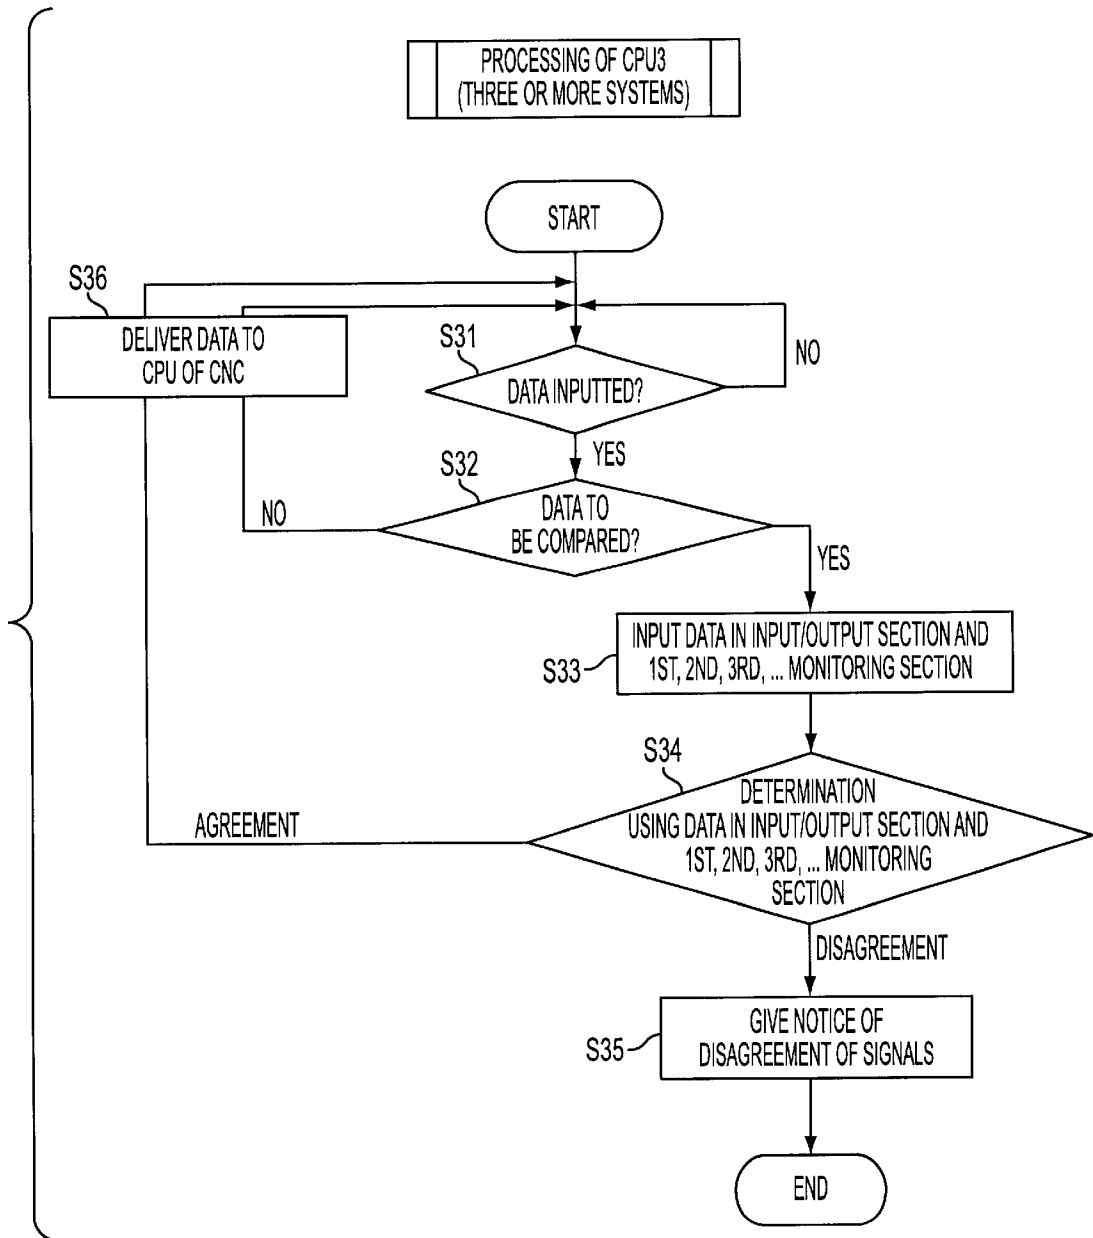 PROCESSING OF CPU3
(THREE OR MORE SYSTEMS)
START
S36
DELIVER DATA TO
CPU OF CNC
S31
DATA INPUTTED?
NO
YES
S32
DATA TO
BE COMPARED?
NO
YES
S33
INPUT DATA IN INPUT/OUTPUT SECTION AND
1ST, 2ND, 3RD, ... MONITORING SECTION
S34
DETERMINATION
USING DATA IN INPUT/OUTPUT SECTION AND
1ST, 2ND, 3RD, ... MONITORING
SECTION
AGREEMENT
DISAGREEMENT
S35
GIVE NOTICE OF
DISAGREEMENT OF SIGNALS
END